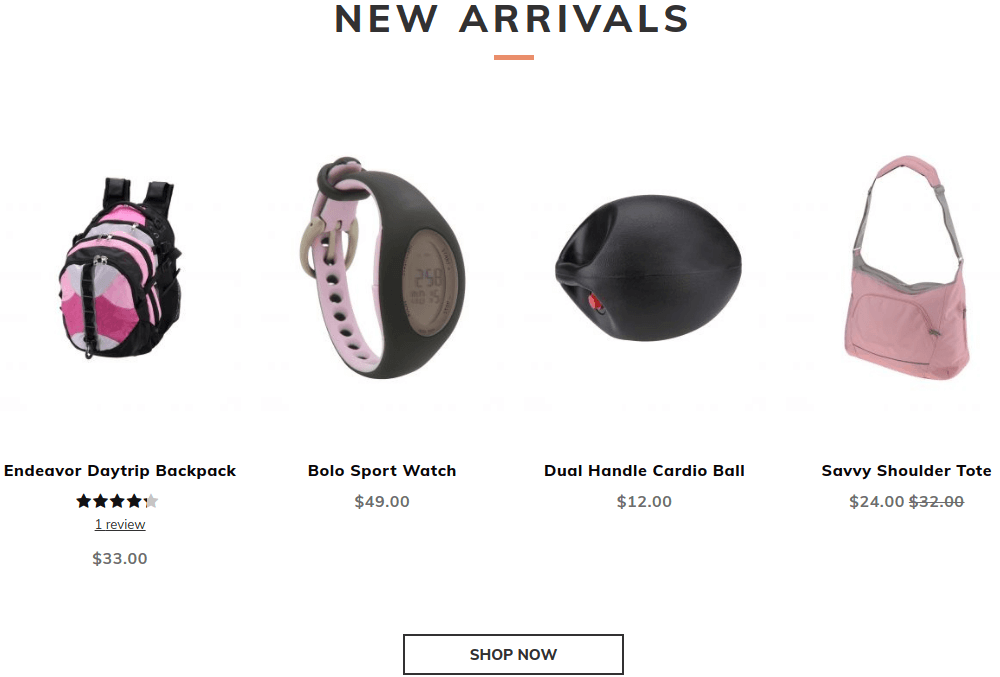 NEW ARRIVALS
Endeavor Daytrip Backpack
1 review
$33.00
Bolo Sport Watch
$49.00
Dual Handle Cardio Ball
$12.00
Savvy Shoulder Tote
$24.00 $32.00
SHOP NOW